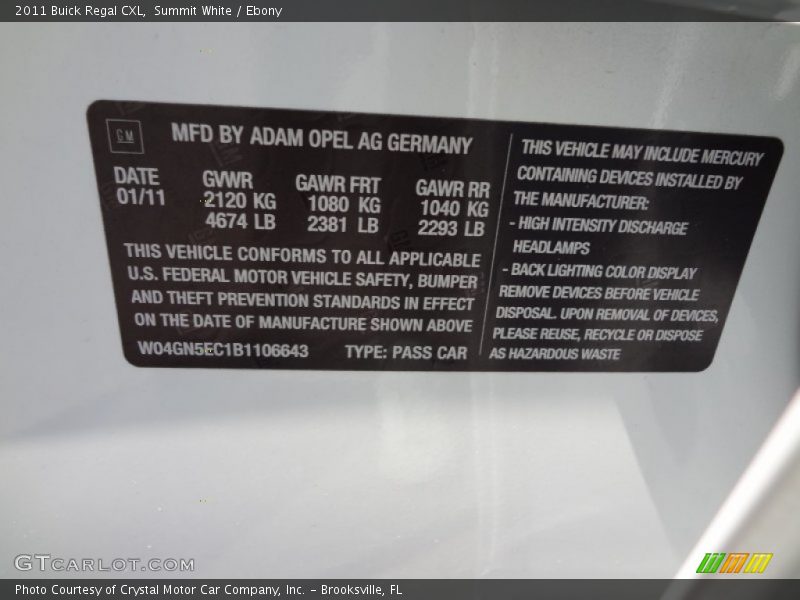 2011 Buick Regal CXL, Summit White / Ebony
GM
MFD BY ADAM OPEL AG GERMANY
DATE
01/11
GVWR
2120 KG
4674 LB
GAWR FRT
1080 KG
2381 LB
GAWR RR
1040 KG
2293 LB
THIS VEHICLE CONFORMS TO ALL APPLICABLE
U.S. FEDERAL MOTOR VEHICLE SAFETY, BUMPER
AND THEFT PREVENTION STANDARDS IN EFFECT
ON THE DATE OF MANUFACTURE SHOWN ABOVE
W04GN5EC1B1106643 TYPE: PASS CAR
THIS VEHICLE MAY INCLUDE MERCURY
CONTAINING DEVICES INSTALLED BY
THE MANUFACTURER:
- HIGH INTENSITY DISCHARGE
HEADLAMPS
- BACK LIGHTING COLOR DISPLAY
REMOVE DEVICES BEFORE VEHICLE
DISPOSAL. UPON REMOVAL OF DEVICES,
PLEASE REUSE, RECYCLE OR DISPOSE
AS HAZARDOUS WASTE
GTCARLOT.COM
Photo Courtesy of Crystal Motor Car Company, Inc. – Brooksville, FL